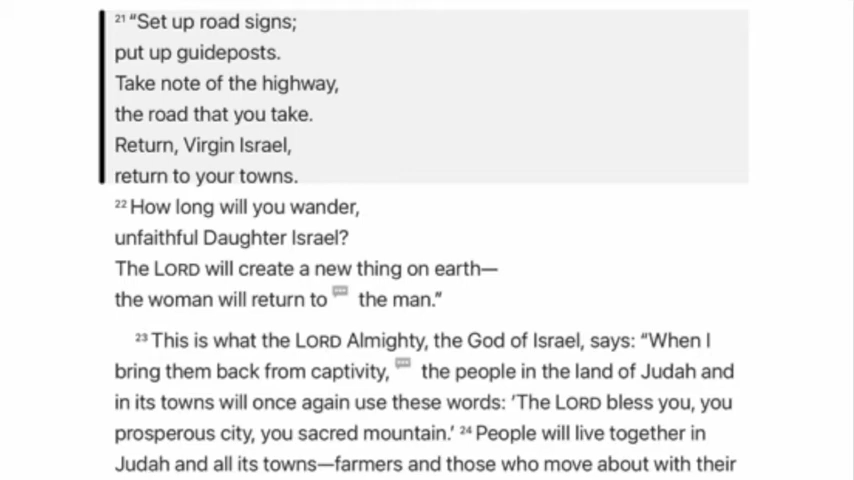 21 “Set up road signs;
put up guideposts.
Take note of the highway,
the road that you take.
Return, Virgin Israel,
return to your towns.
22 How long will you wander,
unfaithful Daughter Israel?
The LORD will create a new thing on earth—
the woman will return to the man.”
23 This is what the LORD Almighty, the God of Israel, says: “When I
bring them back from captivity, the people in the land of Judah and
in its towns will once again use these words: ‘The LORD bless you, you
prosperous city, you sacred mountain.’ 24 People will live together in
Judah and all its towns—farmers and those who move about with their